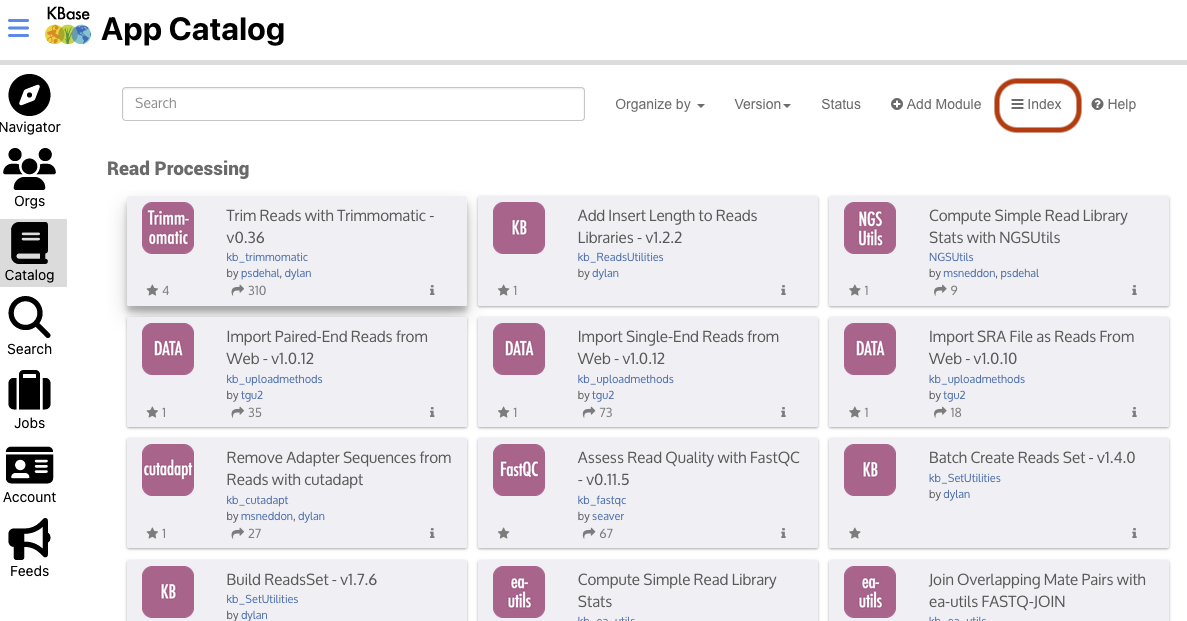 KBase
App Catalog
Navigator
Orgs
Catalog
Search
Jobs
Account
Feeds
Search
Organize by
Version
Status
Add Module
Index
Help
Read Processing
Trimm-
omatic
Trim Reads with Trimmomatic -
v0.36
kb_trimmomatic
by psdehal, dylan
4
310
KB
Add Insert Length to Reads
Libraries - v1.2.2
kb_ReadsUtilities
by dylan
1
NGS
Utils
Compute Simple Read Library
Stats with NGSUtils
NGSUtils
by msneddon, psdehal
1
9
DATA
Import Paired-End Reads from
Web - v1.0.12
kb_uploadmethods
by tgu2
1
35
DATA
Import Single-End Reads from
Web - v1.0.12
kb_uploadmethods
by tgu2
1
73
DATA
Import SRA File as Reads From
Web - v1.0.10
kb_uploadmethods
by tgu2
1
18
cutadapt
Remove Adapter Sequences from
Reads with cutadapt
kb_cutadapt
by msneddon, dylan
1
27
FastQC
Assess Read Quality with FastQC
- v0.11.5
kb_fastqc
by seaver
67
KB
Batch Create Reads Set - v1.4.0
kb_SetUtilities
by dylan
KB
Build ReadsSet - v1.7.6
kb_SetUtilities
by dylan
ea-
utils
Compute Simple Read Library
Stats
kb_ea_utils
ea-
utils
Join Overlapping Mate Pairs with
ea-utils FASTQ-JOIN
kb_ea_utils